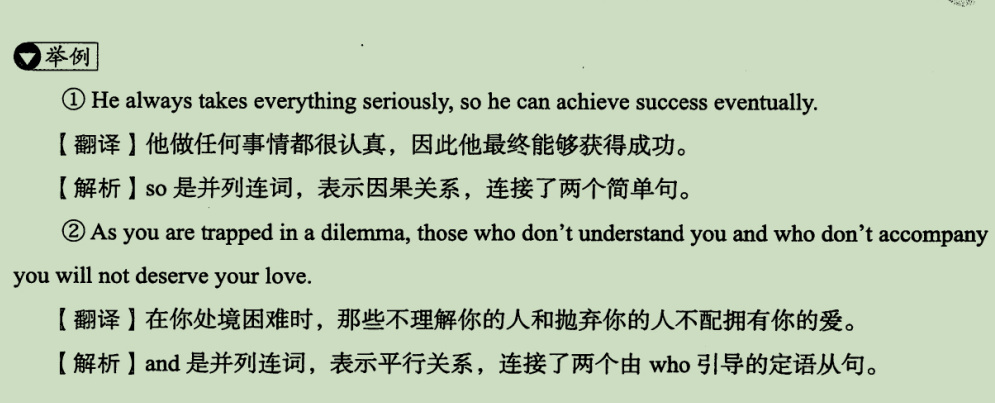 举例
① He always takes everything seriously, so he can achieve success eventually.
【翻译】他做任何事情都很认真，因此他最终能够获得成功。
【解析】so 是并列连词，表示因果关系，连接了两个简单句。
② As you are trapped in a dilemma, those who don’t understand you and who don’t accompany
you will not deserve your love.
【翻译】在你处境困难时，那些不理解你的人和抛弃你的人不配拥有你的爱。
【解析】and 是并列连词，表示平行关系，连接了两个由 who 引导的定语从句。